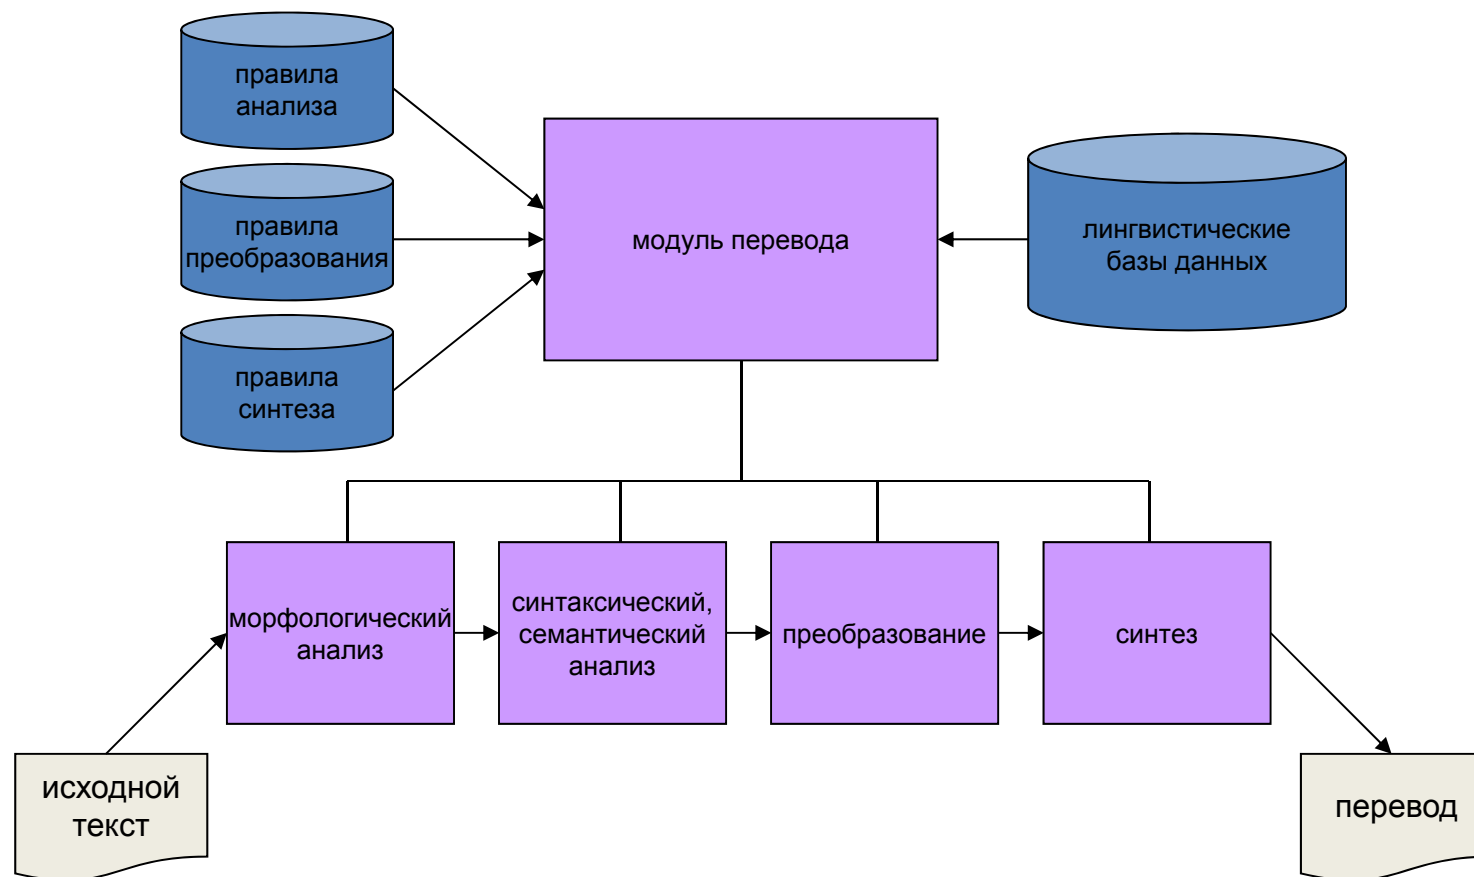 правила
анализа
правила
преобразования
правила
синтеза
модуль перевода
лингвистические
базы данных
морфологический
анализ
синтаксический,
семантический
анализ
преобразование
синтез
исходной
текст
перевод